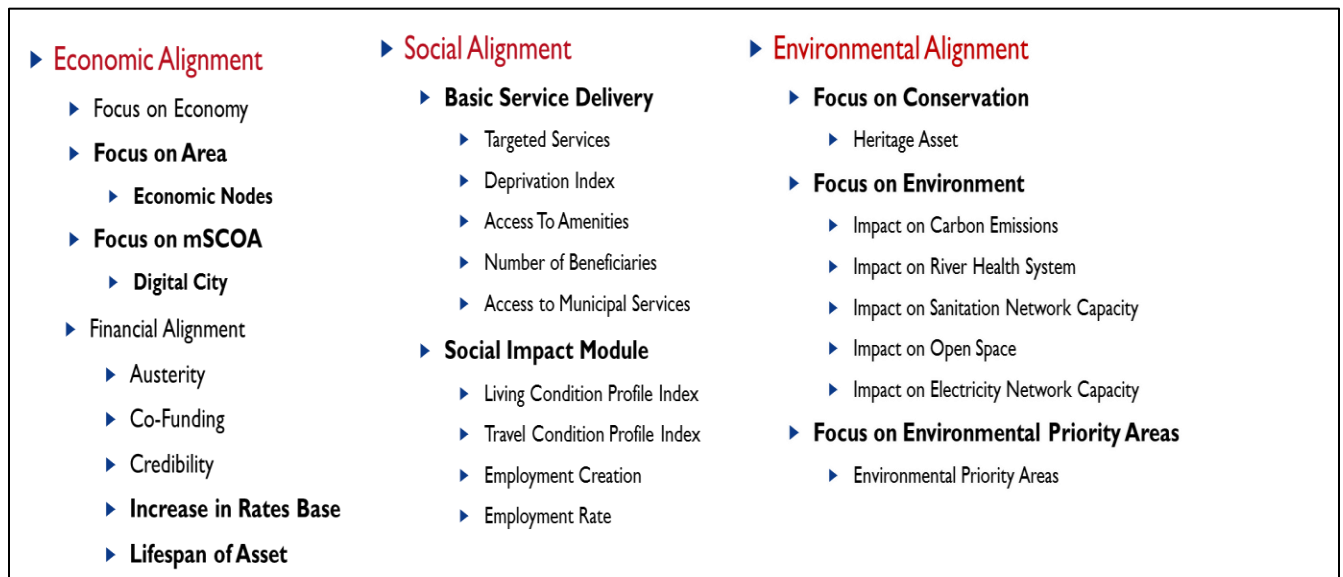 Economic Alignment
Focus on Economy
Focus on Area
Economic Nodes
Focus on mSCOA
Digital City
Financial Alignment
Austerity
Co-Funding
Credibility
Increase in Rates Base
Lifespan of Asset
Social Alignment
Basic Service Delivery
Targeted Services
Deprivation Index
Access To Amenities
Number of Beneficiaries
Access to Municipal Services
Social Impact Module
Living Condition Profile Index
Travel Condition Profile Index
Employment Creation
Employment Rate
Environmental Alignment
Focus on Conservation
Heritage Asset
Focus on Environment
Impact on Carbon Emissions
Impact on River Health System
Impact on Sanitation Network Capacity
Impact on Open Space
Impact on Electricity Network Capacity
Focus on Environmental Priority Areas
Environmental Priority Areas